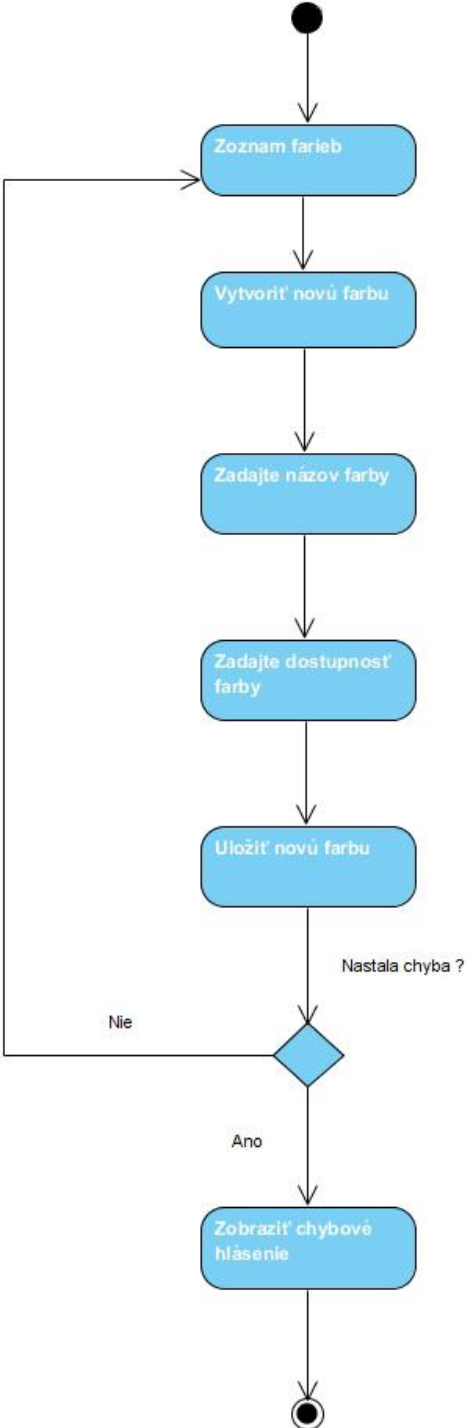 Zoznam farieb
Vytvoriť novú farbu
Zadajte názov farby
Zadajte dostupnosť
farby
Uložiť novú farbu
Nastala chyba ?
Nie
Ano
Zobraziť chybové
hlásenie